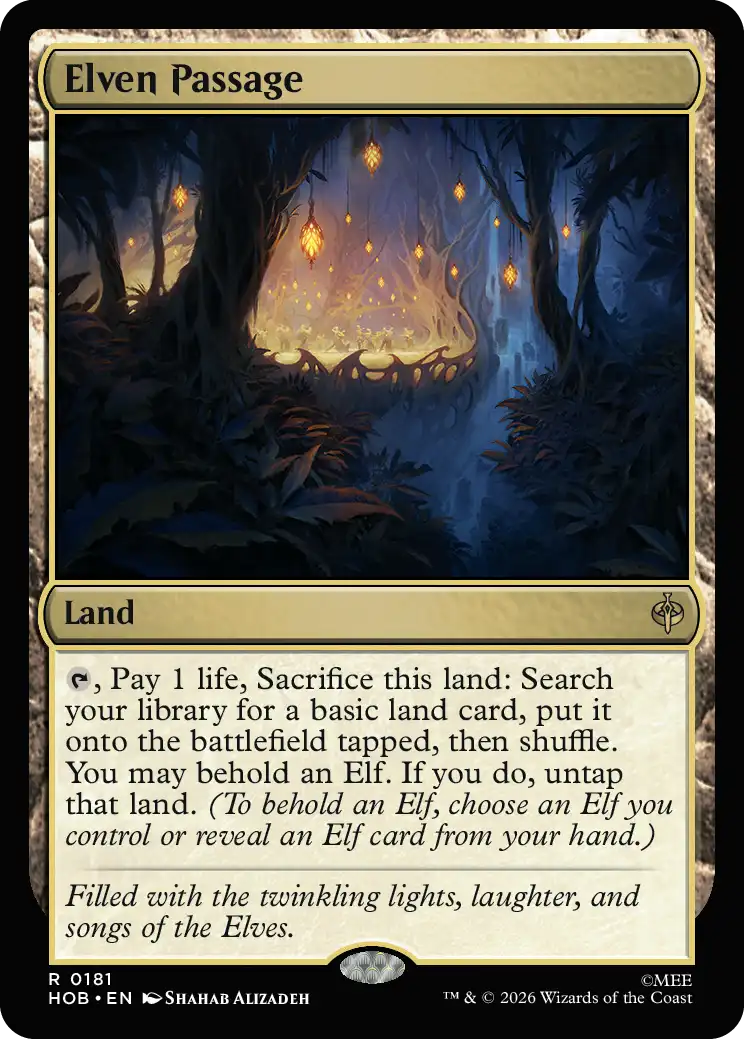 Elven Passage
Land
, Pay 1 life, Sacrifice this land: Search
your library for a basic land card, put it
onto the battlefield tapped, then shuffle.
You may behold an Elf. If you do, untap
that land. (To behold an Elf, choose an Elf you
control or reveal an Elf card from your hand.)
Filled with the twinkling lights, laughter, and
songs of the Elves.
R 0181
HOB • EN Shahab Alizadeh
©MEE
™ & © 2026 Wizards of the Coast